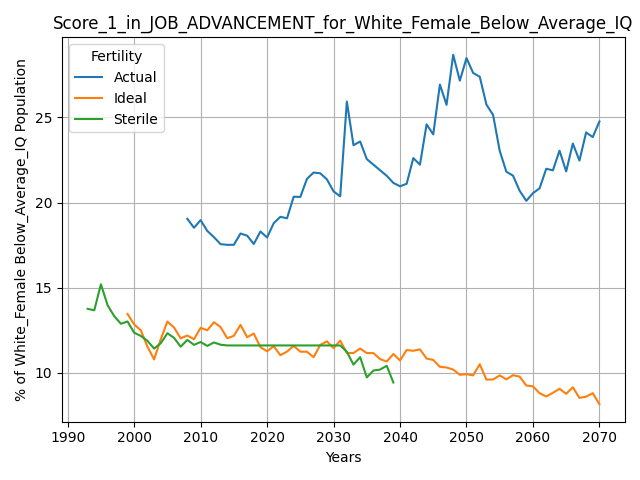 Score_1_in_JOB_ADVANCEMENT_for_White_Female_Below_Average_IQ
Fertility
Actual
Ideal
Sterile
% of White_Female Below_Average_IQ Population
25
20
15
10
1990 2000 2010 2020 2030 2040 2050 2060 2070
Years